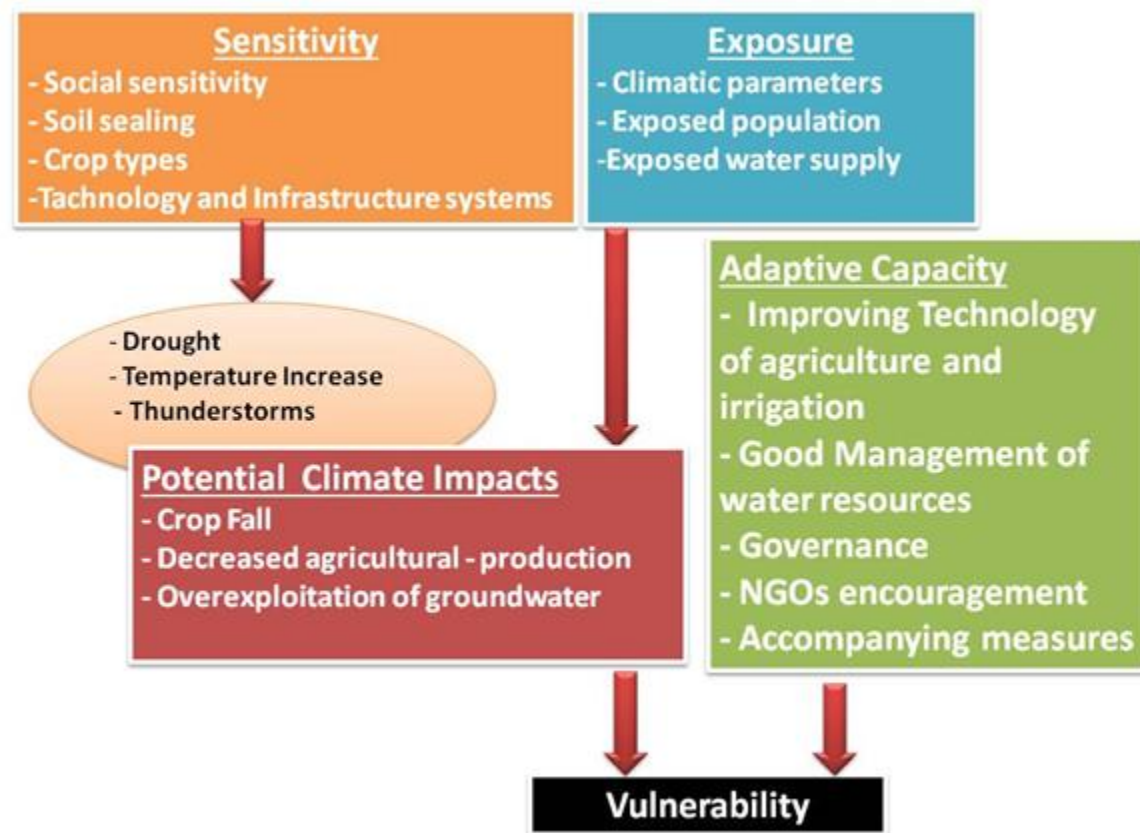 Sensitivity
- Social sensitivity
- Soil sealing
- Crop types
-Tachnology and Infrastructure systems
Exposure
- Climatic parameters
- Exposed population
-Exposed water supply
- Drought
- Temperature Increase
- Thunderstorms
Potential Climate Impacts
- Crop Fall
- Decreased agricultural - production
- Overexploitation of groundwater
Adaptive Capacity
- Improving Technology
of agriculture and
irrigation
- Good Management of
water resources
- Governance
- NGOs encouragement
- Accompanying measures
Vulnerability